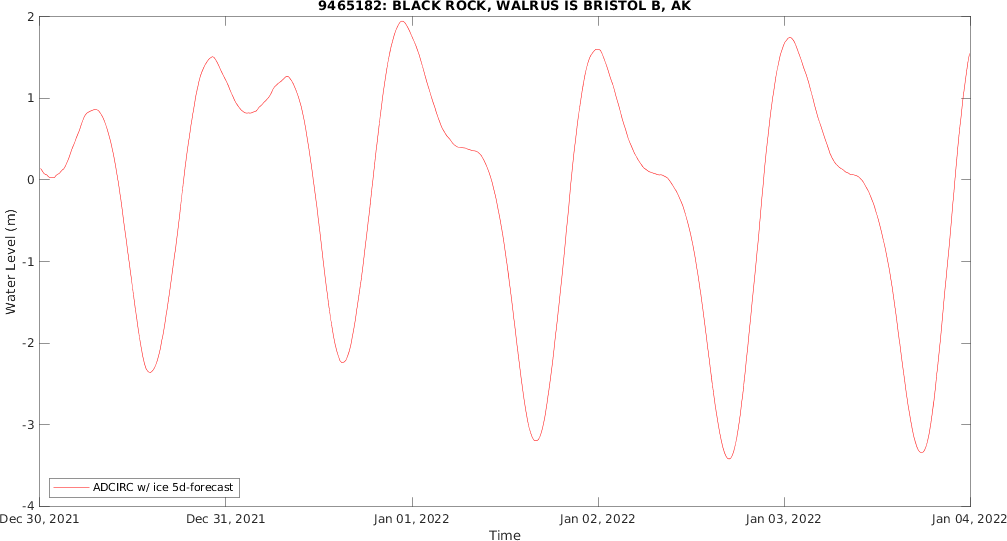 9465182: BLACK ROCK, WALRUS IS BRISTOL B, AK
2
1
0
-1
-2
-3
-4
Water Level (m)
ADCIRC w/ ice 5d-forecast
Dec 30, 2021 Dec 31, 2021 Jan 01, 2022 Jan 02, 2022 Jan 03, 2022 Jan 04, 2022
Time